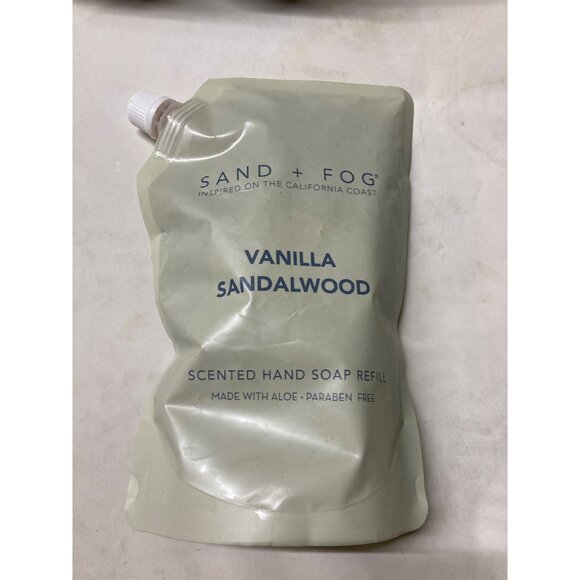 SAND + FOG®
INSPIRED ON THE CALIFORNIA COAST
VANILLA
SANDALWOOD
SCENTED HAND SOAP REFILL
MADE WITH ALOE • PARABEN FREE